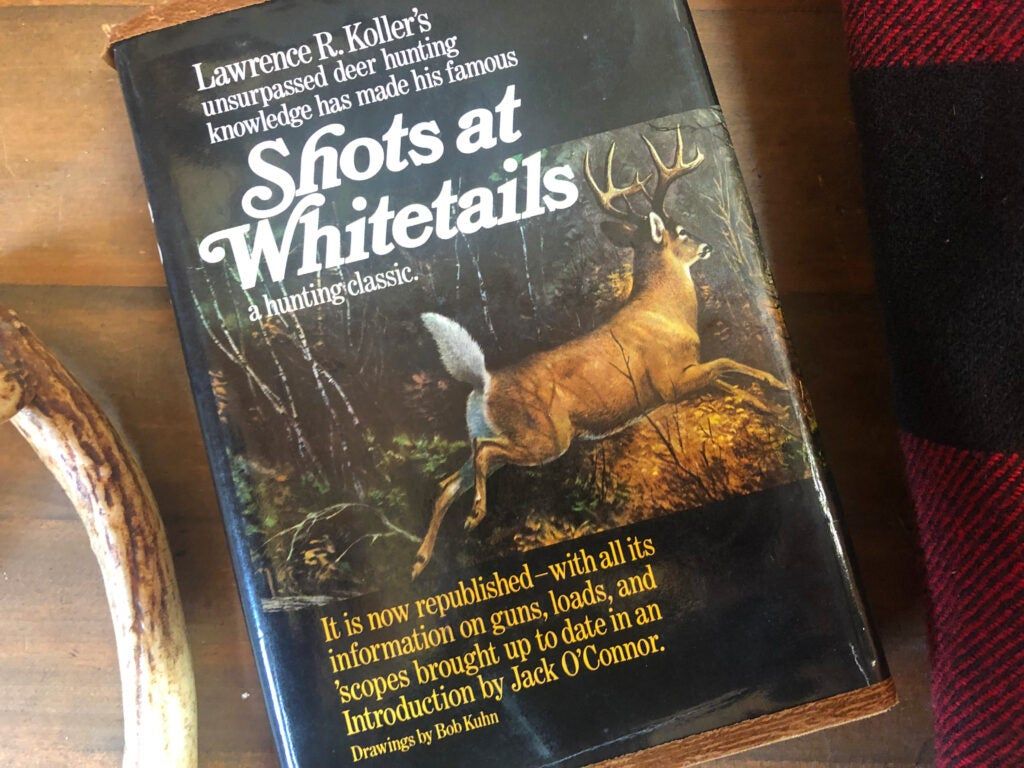 Lawrence R. Koller's
unsurpassed deer hunting
knowledge has made his famous
Shots at
Whitetails
a hunting classic.
It is now republished–with all its
information on guns, loads, and
'scopes brought up to date in an
Introduction by Jack O'Connor.
Drawings by Bob Kuhn